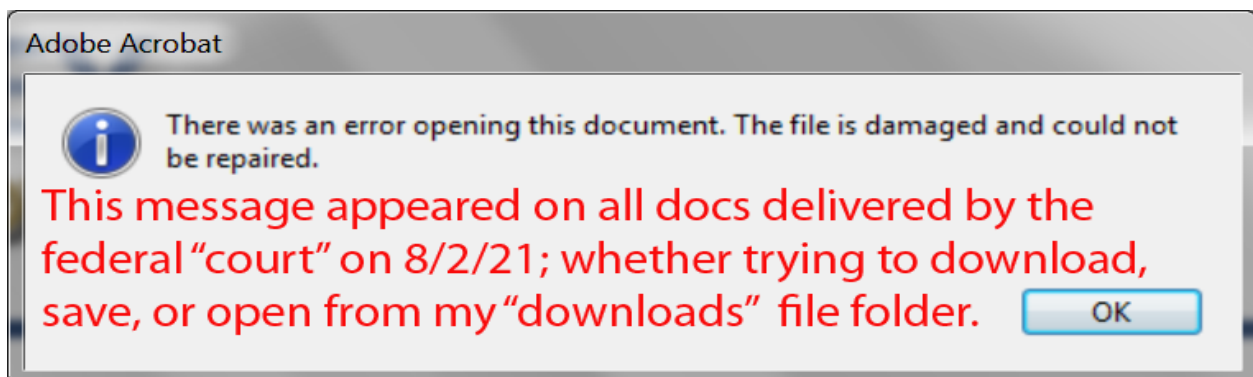 Adobe Acrobat
There was an error opening this document. The file is damaged and could not
be repaired.
This message appeared on all docs delivered by the
federal “court” on 8/2/21; whether trying to download,
save, or open from my “downloads” file folder.
OK